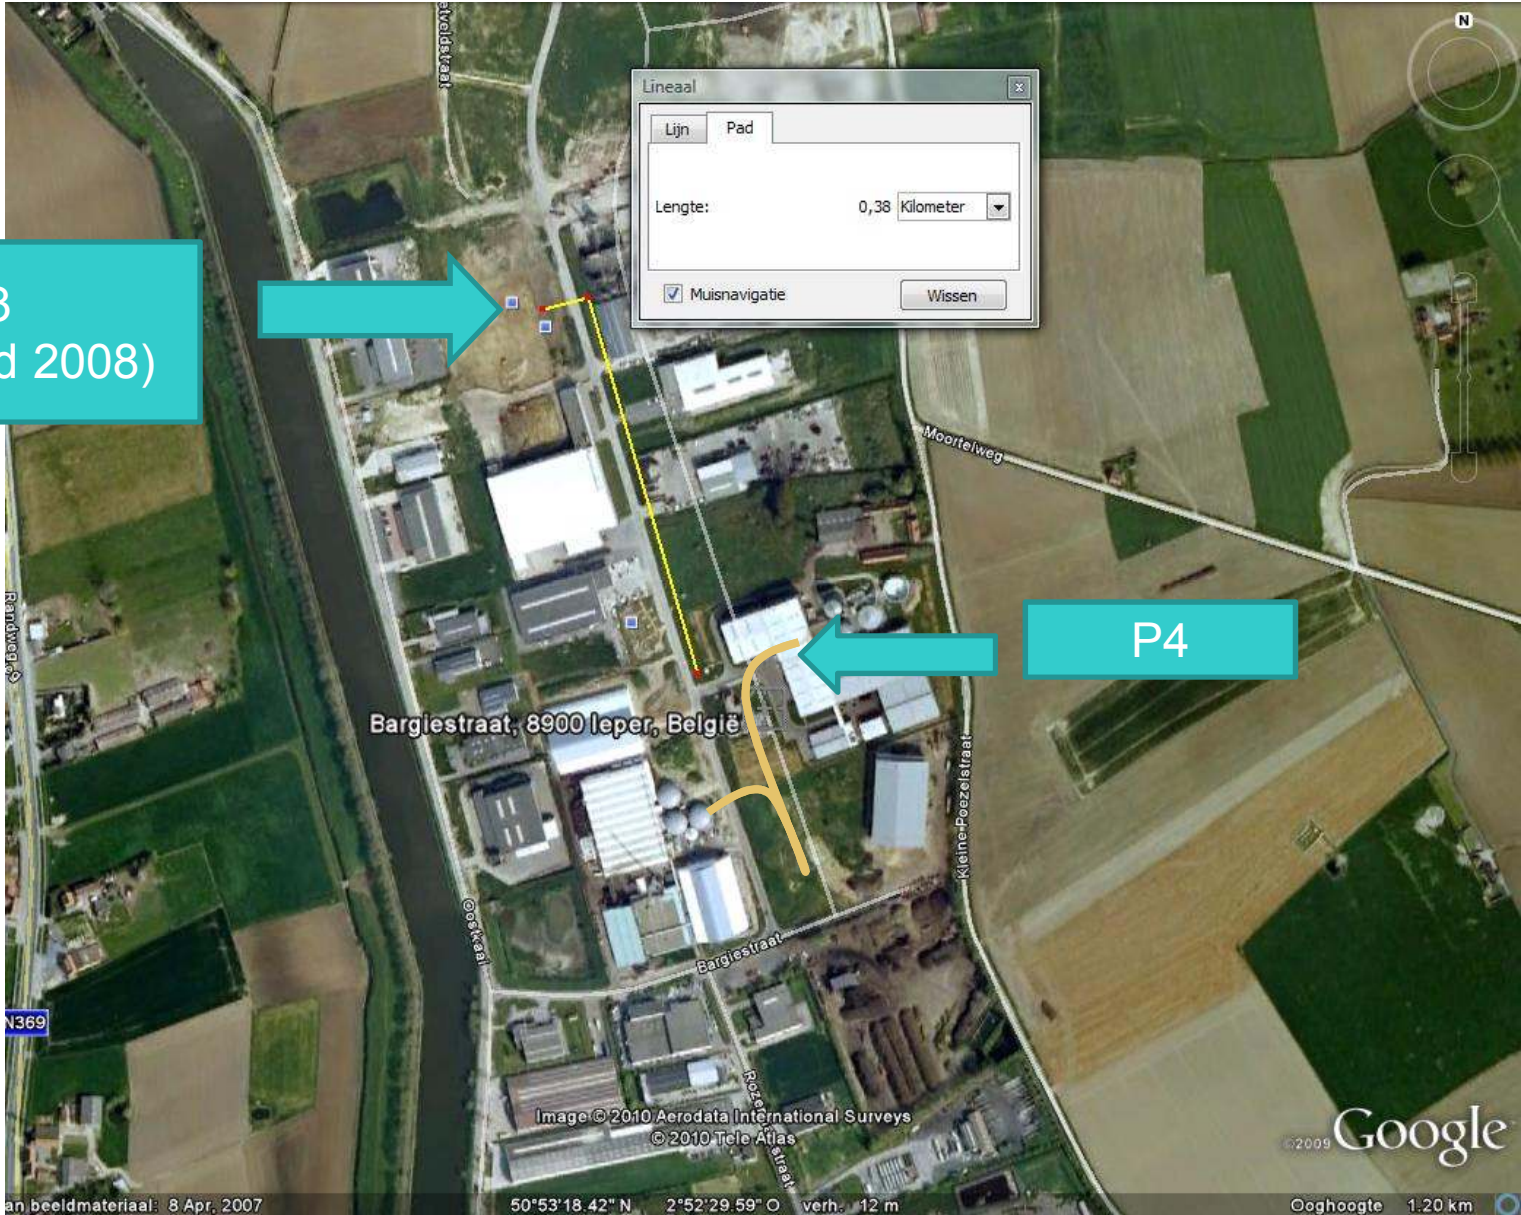 N
Lineaal
x
Lijn
Pad
Lengte:
0,38
Kilometer
Muisnavigatie
Wissen
3
d 2008)
Moortelweg
Randweg
P4
Bargiestraat, 8900 Ieper, België
Kleine-Poezelstraat
Oostkaai
Bargiestraat
N369
Image © 2010 Aerodata International Surveys
© 2010 Tele Atlas
©2009 Google
an beeldmateriaal: 8 Apr, 2007
50°53'18.42" N
2°52'29.59" O
verh. 12 m
Ooghoogte 1.20 km